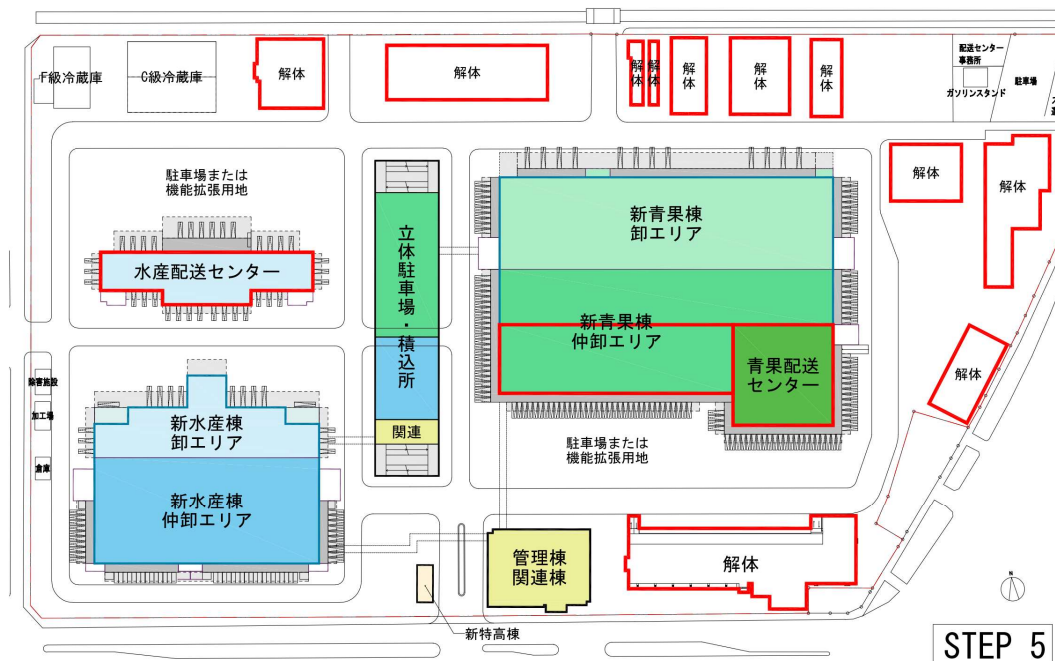 F級冷蔵庫
C級冷蔵庫
解体
解体
解体
解体
解体
解体
解体
配送センター
事務所
ガソリンスタンド
駐車場
駐車場または
機能拡張用地
水産配送センター
立体駐車場・積込所
関連
新青果棟
卸エリア
新青果棟
仲卸エリア
青果配送
センター
解体
解体
解体
除害施設
加工場
倉庫
新水産棟
卸エリア
新水産棟
仲卸エリア
駐車場または
機能拡張用地
管理棟
関連棟
解体
新特高棟
N
STEP 5